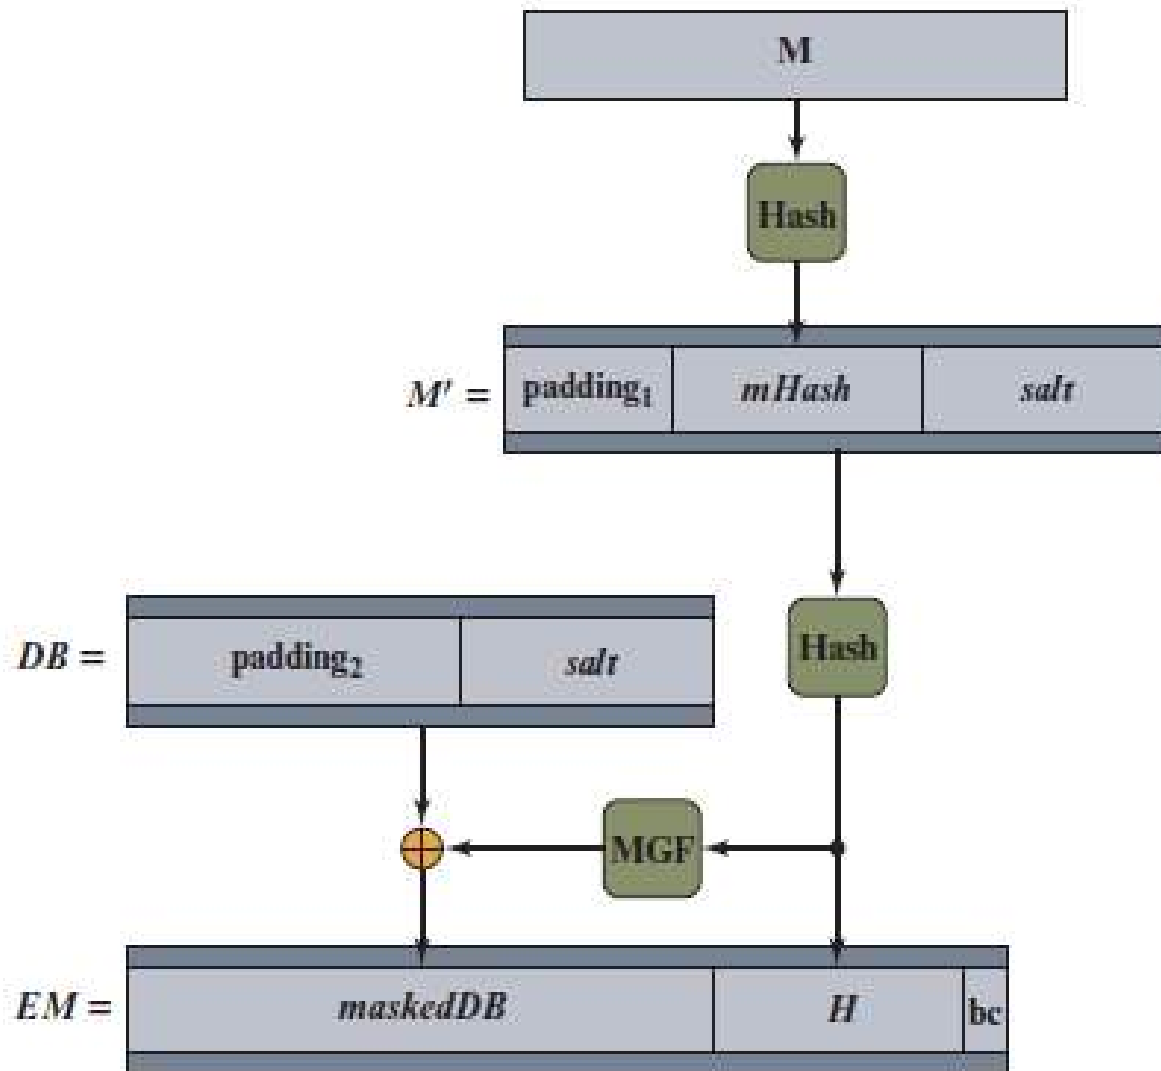 M
Hash
M′ = padding₁ mHash salt
Hash
DB = padding₂ salt
MGF
EM = maskedDB H bc